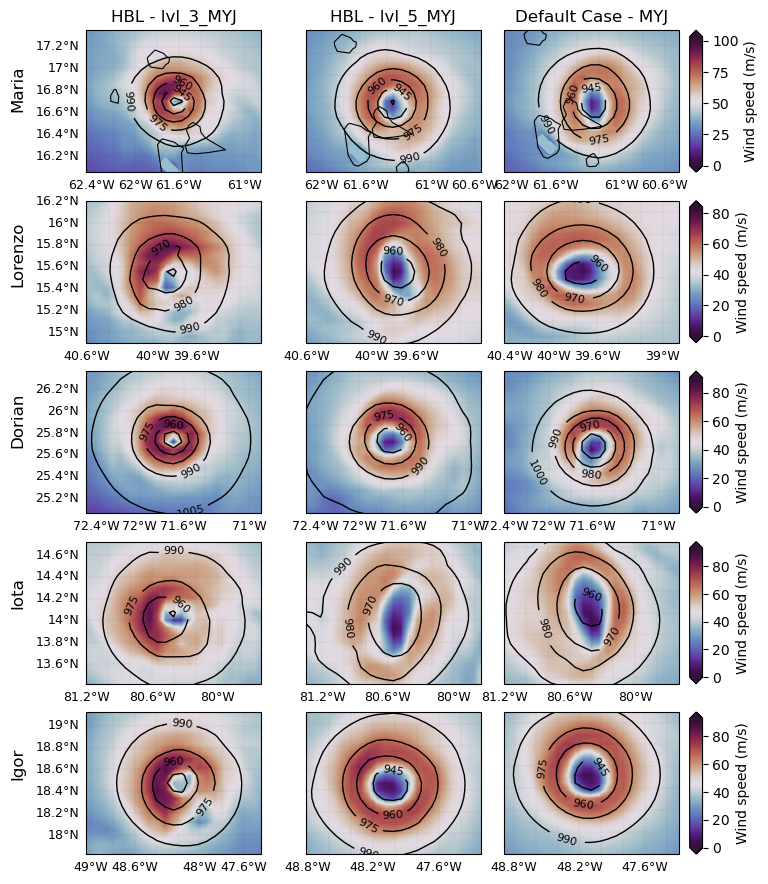 HBL - lvl_3_MYJ HBL - lvl_5_MYJ Default Case - MYJ
Maria
17.2°N
17°N
16.8°N
16.6°N
16.4°N
16.2°N
960
945
990
975
62.4°W 62°W 61.6°W 61°W
960
975
990
62°W 61.6°W 61°W 60.6°W
945
960
990
975
62°W 61.6°W 61°W 60.6°W
100
75
50
25
0
Wind speed (m/s)
Lorenzo
16.2°N
16°N
15.8°N
15.6°N
15.4°N
15.2°N
15°N
970
980
990
40.6°W 40°W 39.6°W
980
960
970
990
40.6°W 40°W 39.6°W
960
980
970
40.4°W 40°W 39.6°W 39°W
80
60
40
20
0
Wind speed (m/s)
Dorian
26.2°N
26°N
25.8°N
25.6°N
25.4°N
25.2°N
960
975
990
1005
72.4°W 72°W 71.6°W 71°W
975
960
990
72.4°W 72°W 71.6°W 71°W
970
990
980
1000
72.4°W 72°W 71.6°W 71°W
80
60
40
20
0
Wind speed (m/s)
Iota
14.6°N
14.4°N
14.2°N
14°N
13.8°N
13.6°N
990
975
960
81.2°W 80.6°W 80°W
990
970
980
81.2°W 80.6°W 80°W
960
980
970
81.2°W 80.6°W 80°W
80
60
40
20
0
Wind speed (m/s)
Igor
19°N
18.8°N
18.6°N
18.4°N
18.2°N
18°N
990
960
975
49°W 48.6°W 48°W 47.6°W
945
960
975
990
48.8°W 48.2°W 47.6°W
975
945
960
990
48.8°W 48.2°W 47.6°W
80
60
40
20
0
Wind speed (m/s)